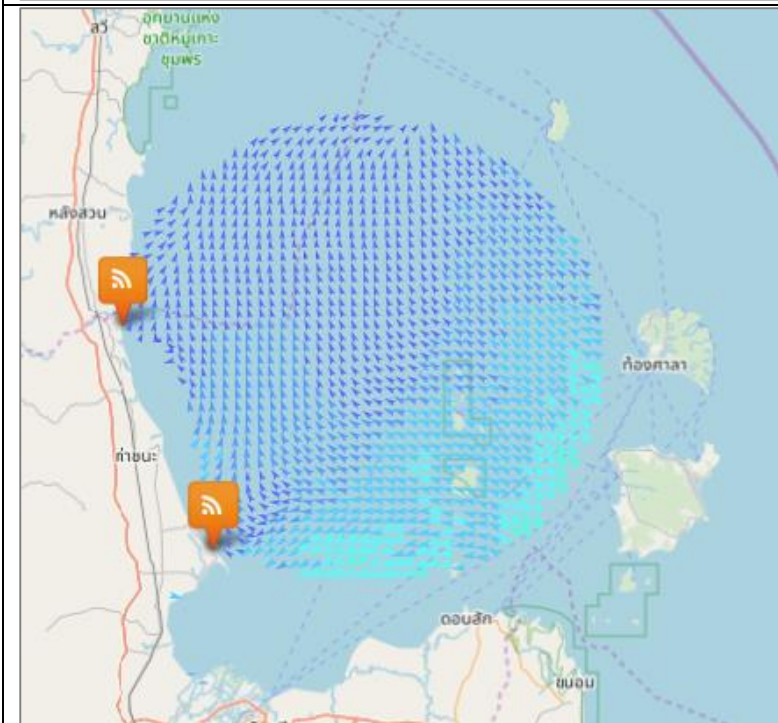 สวี
อุทยานแห่ง
ชาติหมู่เกาะ
ชุมพร
หลังสวน
ท้องศาลา
ท่าชนะ
ดอนสัก
ขนอม